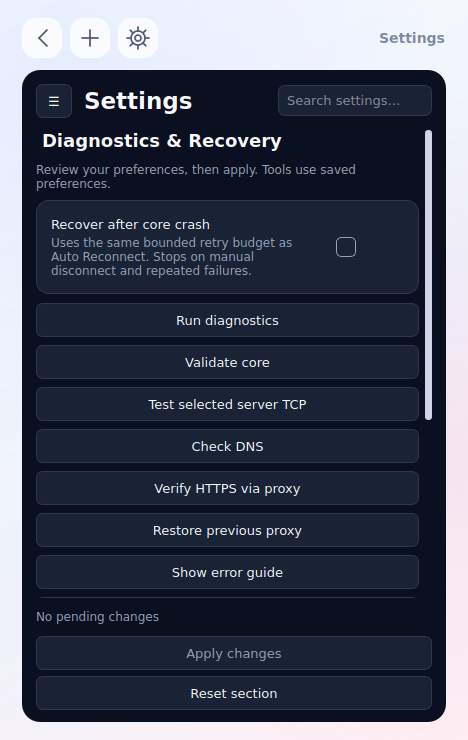 Settings
☰
Settings
Search settings...
Diagnostics & Recovery
Review your preferences, then apply. Tools use saved
preferences.
Recover after core crash
Uses the same bounded retry budget as
Auto Reconnect. Stops on manual
disconnect and repeated failures.
Run diagnostics
Validate core
Test selected server TCP
Check DNS
Verify HTTPS via proxy
Restore previous proxy
Show error guide
No pending changes
Apply changes
Reset section